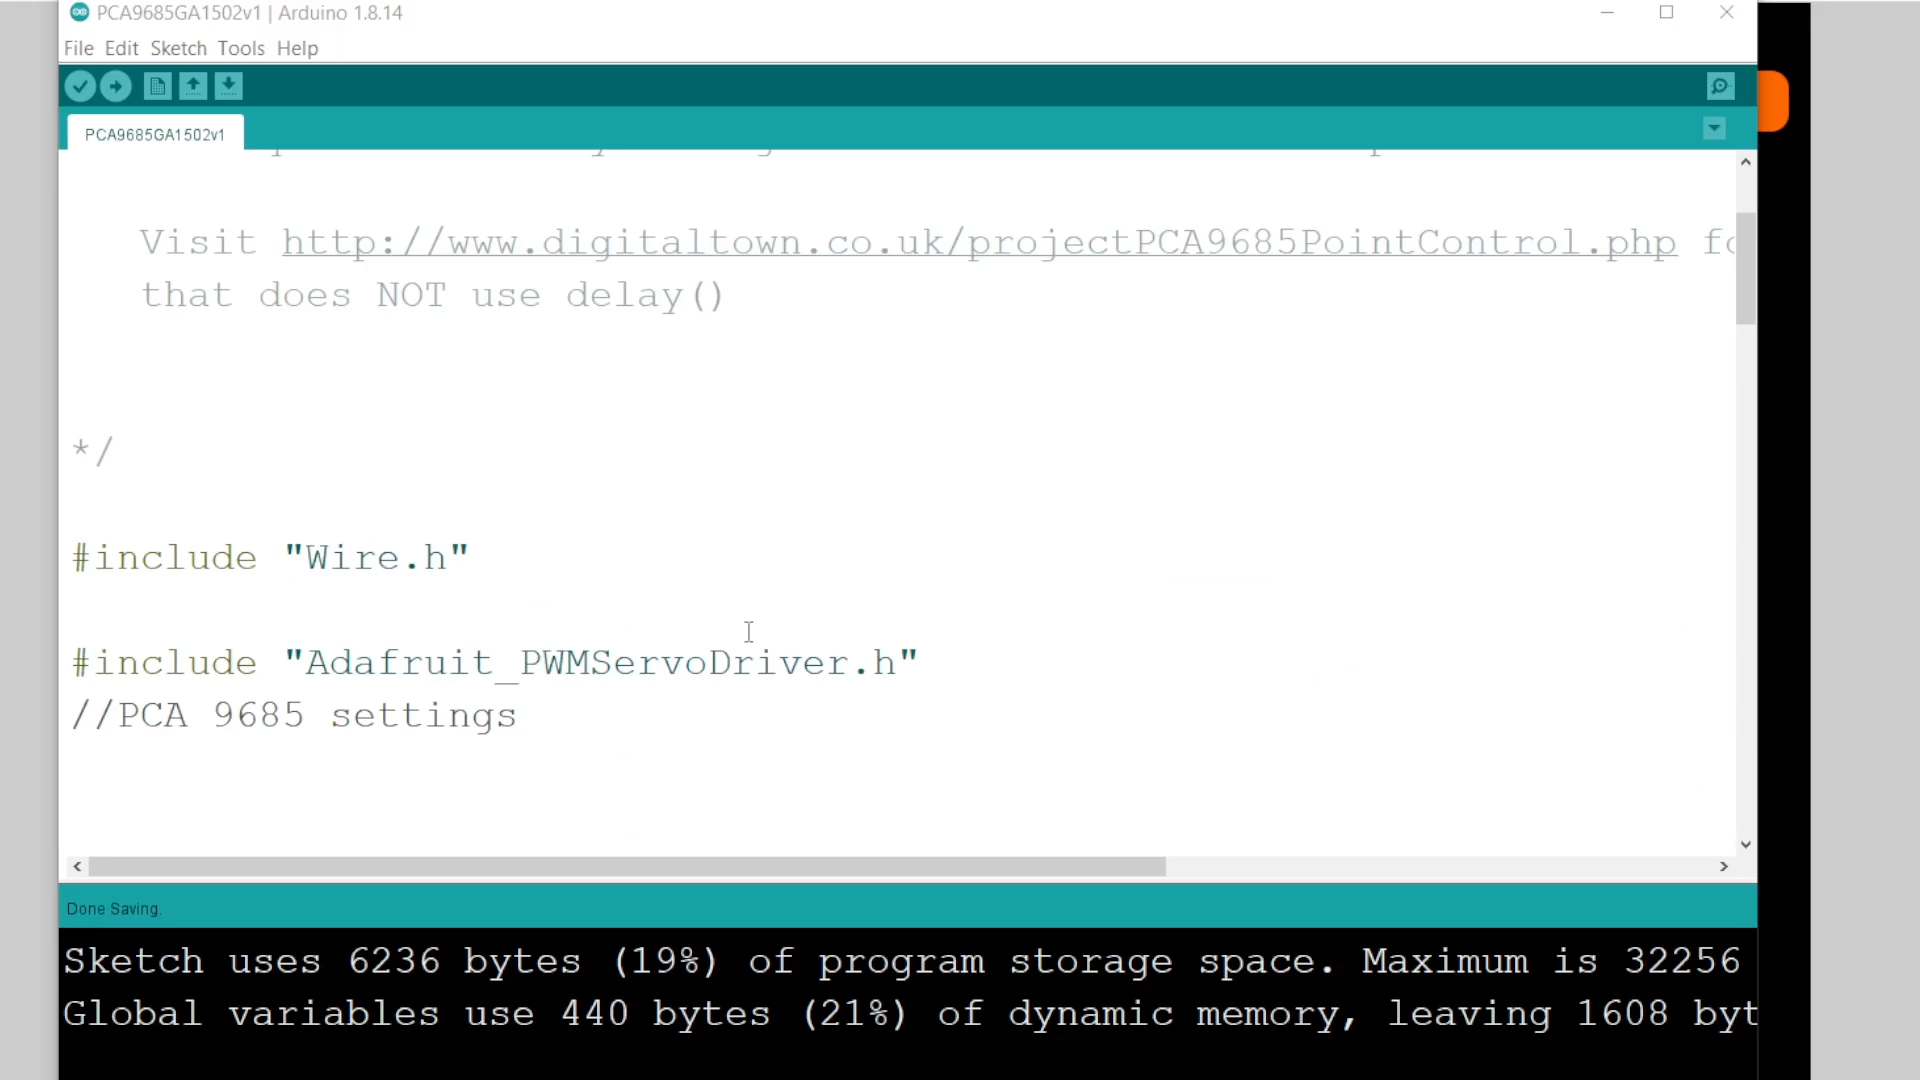 PCA9685GA1502v1 | Arduino 1.8.14
File Edit Sketch Tools Help
PCA9685GA1502v1
Visit http://www.digitaltown.co.uk/projectPCA9685PointControl.php
that does NOT use delay()
*/
#include "Wire.h"
#include "Adafruit_PWMServoDriver.h"
//PCA 9685 settings
Done Saving.
Sketch uses 6236 bytes (19%) of program storage space. Maximum is 32256
Global variables use 440 bytes (21%) of dynamic memory, leaving 1608 byt